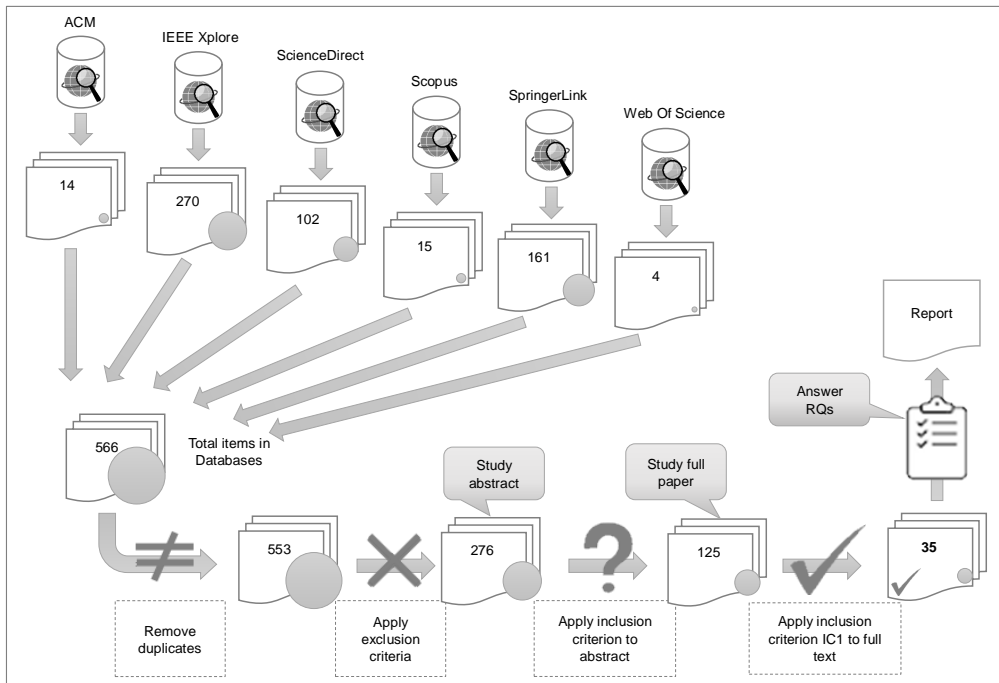 ACM
IEEE Xplore
ScienceDirect
Scopus
SpringerLink
Web Of Science
14
270
102
15
161
4
Report
Answer
RQs
566
Total items in
Databases
Study
abstract
Study full
paper
553
276
125
35
Remove
duplicates
Apply
exclusion
criteria
Apply inclusion
criterion to
abstract
Apply inclusion
criterion IC1 to full
text